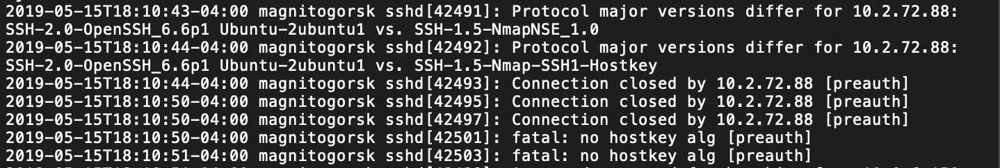 2019-05-15T18:10:43-04:00 magnitogorsk sshd[42491]: Protocol major versions differ for 10.2.72.88:
SSH-2.0-OpenSSH_6.6p1 Ubuntu-2ubuntu1 vs. SSH-1.5-NmapNSE_1.0
2019-05-15T18:10:44-04:00 magnitogorsk sshd[42492]: Protocol major versions differ for 10.2.72.88:
SSH-2.0-OpenSSH_6.6p1 Ubuntu-2ubuntu1 vs. SSH-1.5-Nmap-SSH1-Hostkey
2019-05-15T18:10:44-04:00 magnitogorsk sshd[42493]: Connection closed by 10.2.72.88 [preauth]
2019-05-15T18:10:50-04:00 magnitogorsk sshd[42495]: Connection closed by 10.2.72.88 [preauth]
2019-05-15T18:10:50-04:00 magnitogorsk sshd[42497]: Connection closed by 10.2.72.88 [preauth]
2019-05-15T18:10:50-04:00 magnitogorsk sshd[42501]: fatal: no hostkey alg [preauth]
2019-05-15T18:10:51-04:00 magnitogorsk sshd[42503]: fatal: no hostkey alg [preauth]